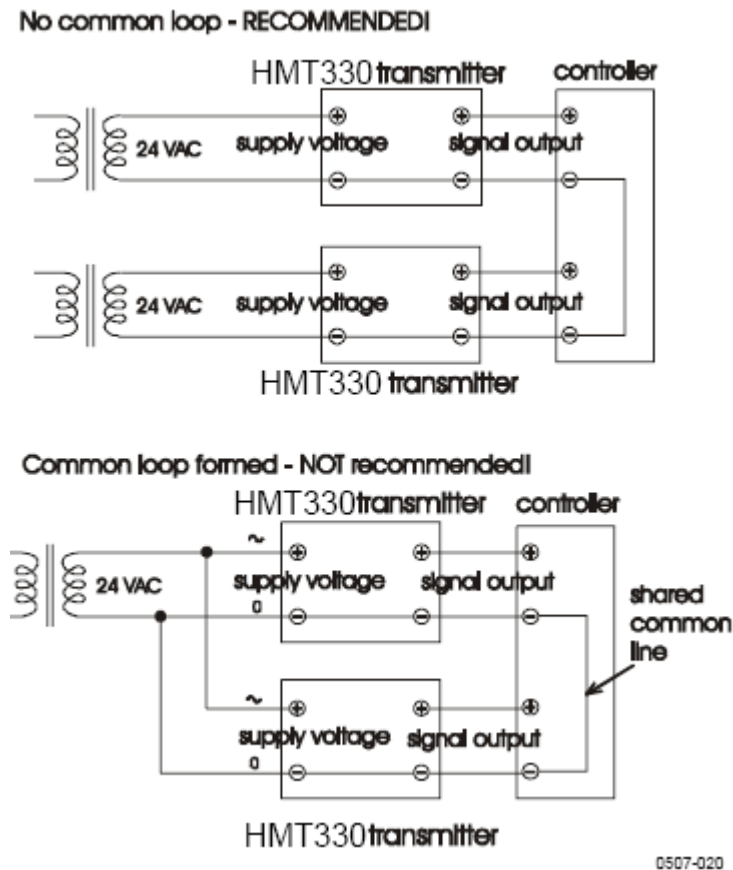 No common loop - RECOMMENDED!
HMT330 transmitter
controller
24 VAC
supply voltage
signal output
24 VAC
supply voltage
signal output
HMT330 transmitter
Common loop formed - NOT recommended!
HMT330 transmitter
controller
~
24 VAC
supply voltage
signal output
0
shared
common
line
~
supply voltage
signal output
0
HMT330 transmitter
0507-020